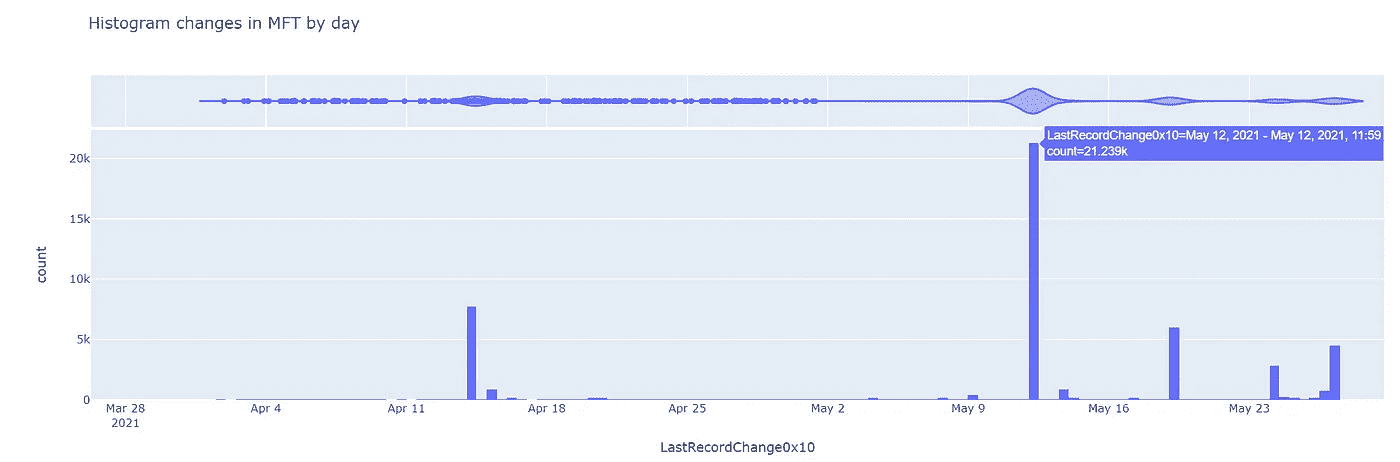 Histogram changes in MFT by day
LastRecordChange0x10=May 12, 2021 - May 12, 2021, 11:59
count=21.239k
20k
15k
10k
5k
0
count
Mar 28
2021
Apr 4
Apr 11
Apr 18
Apr 25
May 2
May 9
May 16
May 23
LastRecordChange0x10